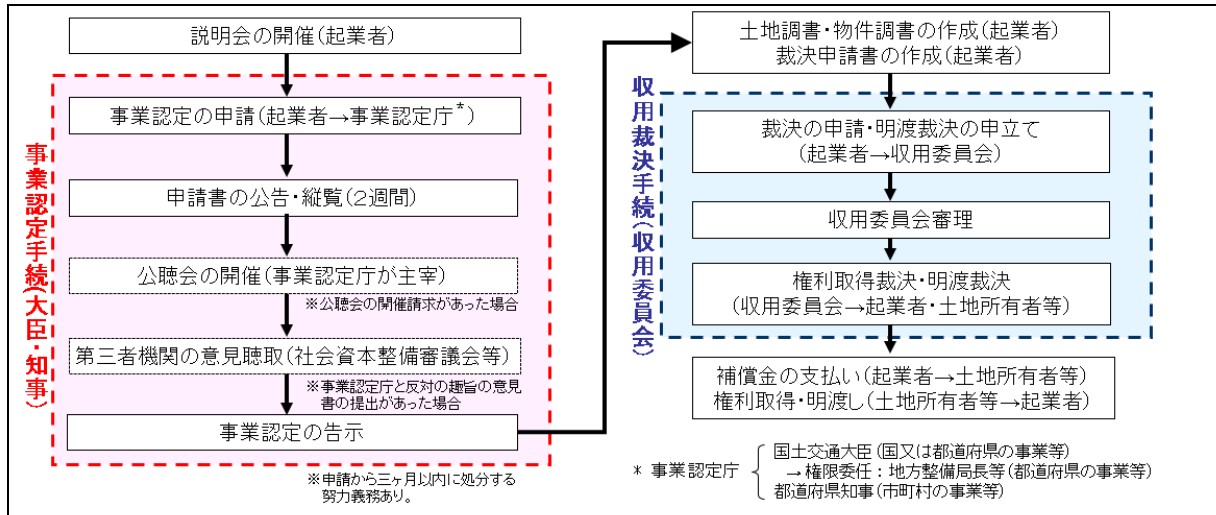 説明会の開催(起業者)
事業認定手続(大臣・知事)
事業認定の申請(起業者→事業認定庁*)
申請書の公告・縦覧(2週間)
公聴会の開催(事業認定庁が主宰)
※公聴会の開催請求があった場合
第三者機関の意見聴取(社会資本整備審議会等)
※事業認定庁と反対の趣旨の意見
書の提出があった場合
事業認定の告示
※申請から三ヶ月以内に処分する
努力義務あり。
土地調書・物件調書の作成(起業者)
裁決申請書の作成(起業者)
収用裁決手続(収用委員会)
裁決の申請・明渡裁決の申立て
(起業者→収用委員会)
収用委員会審理
権利取得裁決・明渡裁決
(収用委員会→起業者・土地所有者等)
補償金の支払い(起業者→土地所有者等)
権利取得・明渡し(土地所有者等→起業者)
* 事業認定庁
国土交通大臣(国又は都道府県の事業等)
→ 権限委任:地方整備局長等(都道府県の事業等)
都道府県知事(市町村の事業等)